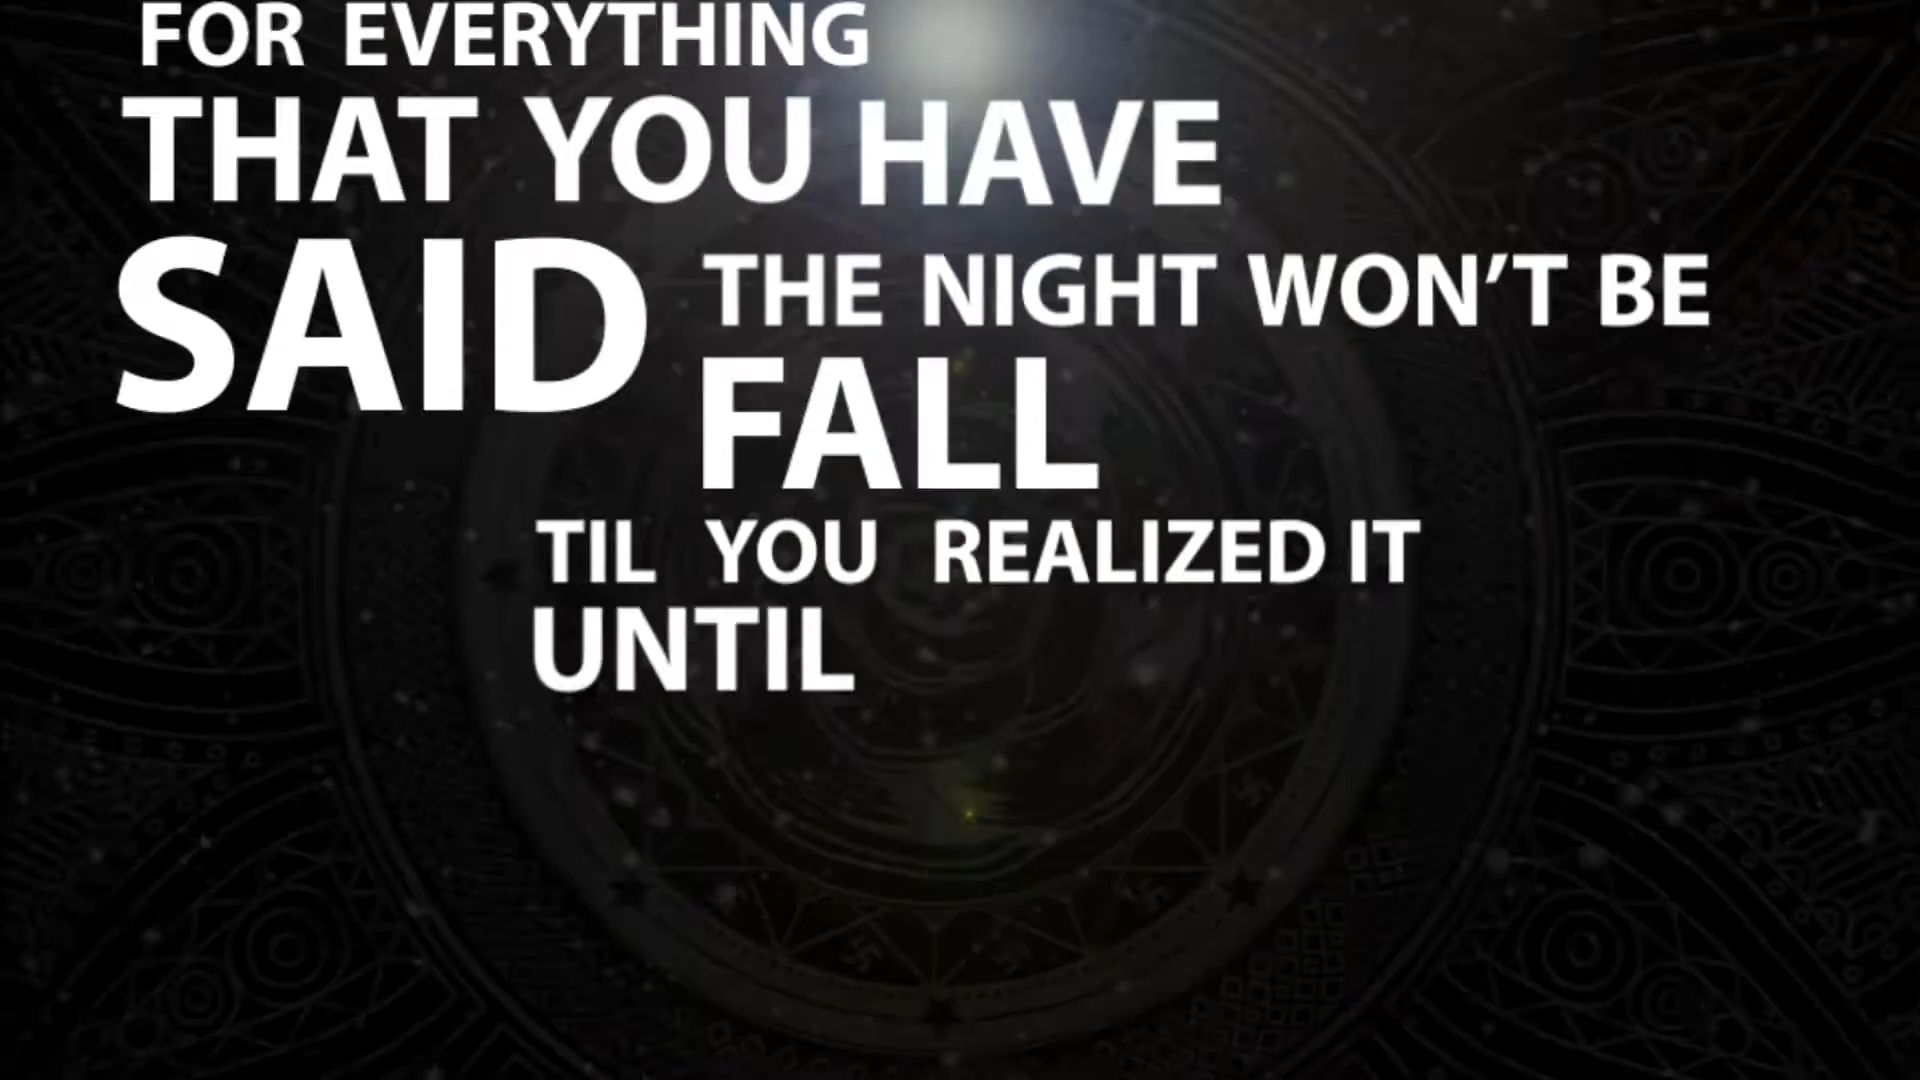 FOR EVERYTHING
THAT YOU HAVE
SAID
THE NIGHT WON'T BE
FALL
TIL YOU REALIZED IT
UNTIL